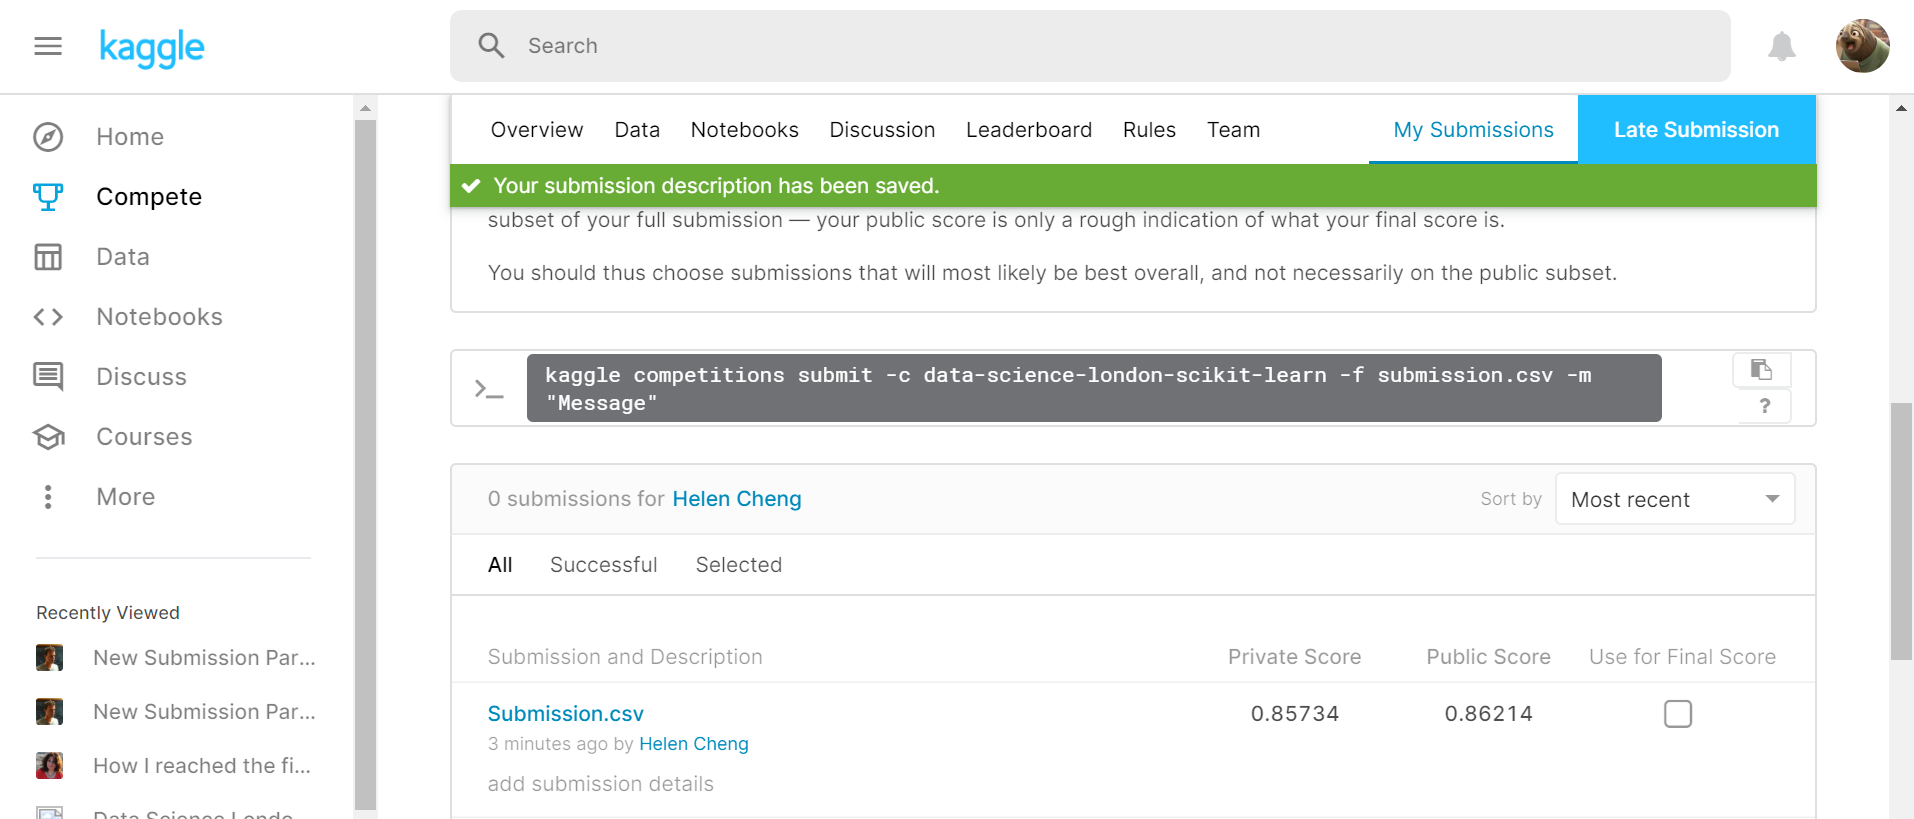 kaggle
Search
Home
Compete
Data
Notebooks
Discuss
Courses
More
Recently Viewed
New Submission Par...
New Submission Par...
How I reached the fi...
Data Science Londo
Overview Data Notebooks Discussion Leaderboard Rules Team My Submissions Late Submission
Your submission description has been saved.
subset of your full submission — your public score is only a rough indication of what your final score is.
You should thus choose submissions that will most likely be best overall, and not necessarily on the public subset.
>_ kaggle competitions submit -c data-science-london-scikit-learn -f submission.csv -m
"Message"
?
0 submissions for Helen Cheng Sort by Most recent
All Successful Selected
Submission and Description Private Score Public Score Use for Final Score
Submission.csv 0.85734 0.86214
3 minutes ago by Helen Cheng
add submission details